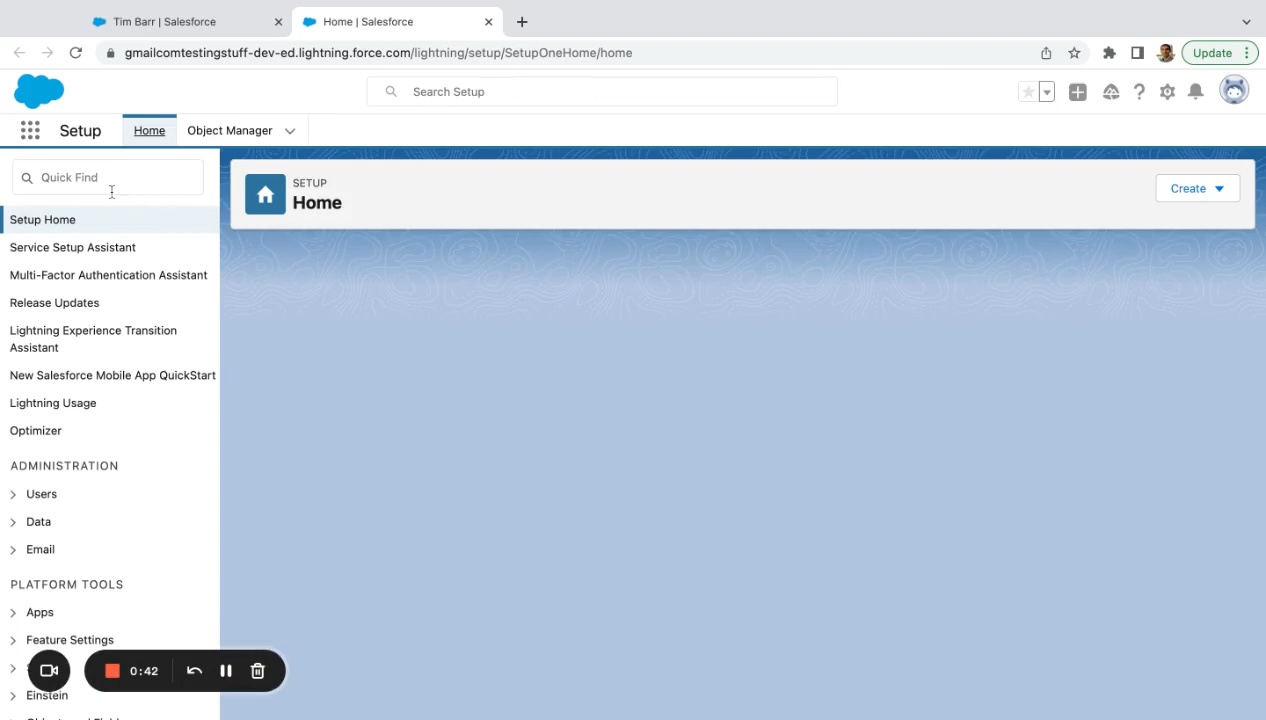 Tim Barr | Salesforce
Home | Salesforce
gmailcomtestingstuff-dev-ed.lightning.force.com/lightning/setup/SetupOneHome/home
Update
Search Setup
Setup
Home
Object Manager
Quick Find
SETUP
Home
Create
Setup Home
Service Setup Assistant
Multi-Factor Authentication Assistant
Release Updates
Lightning Experience Transition
Assistant
New Salesforce Mobile App QuickStart
Lightning Usage
Optimizer
ADMINISTRATION
Users
Data
Email
PLATFORM TOOLS
Apps
Feature Settings
0:42
Einstein